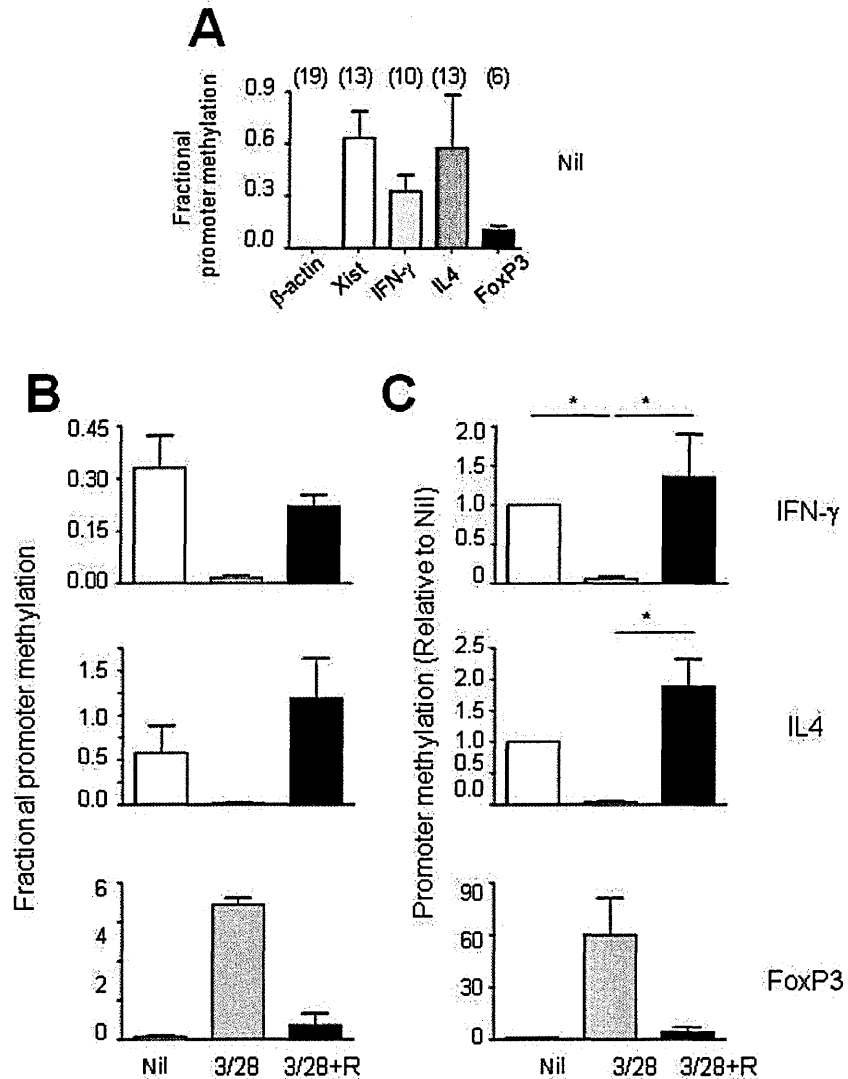 A
(19) (13) (10) (13) (6)
Fractional
promoter methylation
0.9
0.6
0.3
0.0
Nil
β-actin
Xist
IFN-γ
IL4
FoxP3
B
Fractional promoter methylation
0.45
0.30
0.15
0.00
1.5
1.0
0.5
0.0
6
4
2
0
Nil 3/28 3/28+R
C
Promoter methylation (Relative to Nil)
* *
2.0
1.5
1.0
0.5
0
IFN-γ
*
2.5
2.0
1.5
1.0
0.5
0.0
IL4
90
60
30
0
FoxP3
Nil 3/28 3/28+R